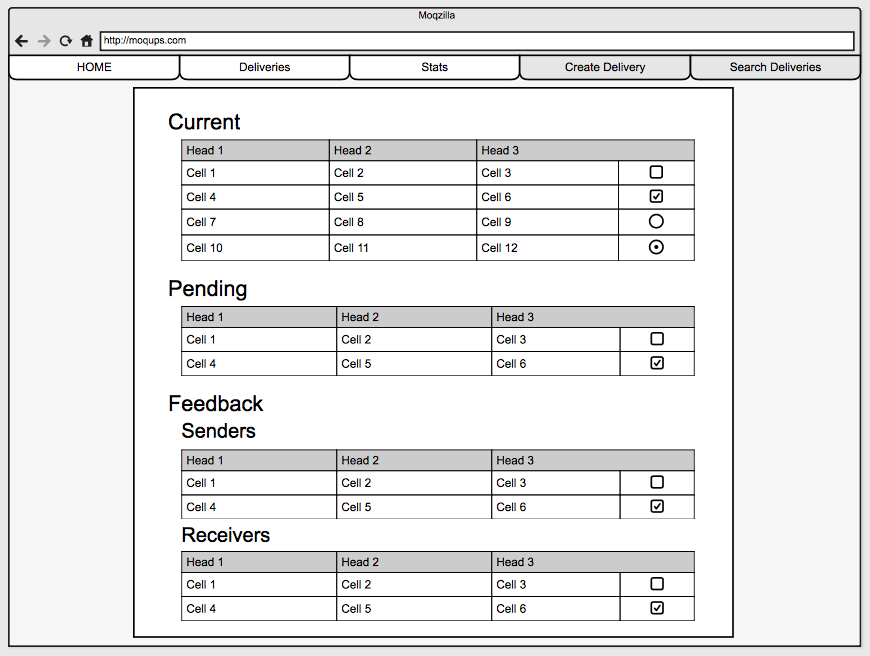 Moqzilla
http://moqups.com
HOME Deliveries Stats Create Delivery Search Deliveries
Current
Head 1 Head 2 Head 3
Cell 1 Cell 2 Cell 3
Cell 4 Cell 5 Cell 6
Cell 7 Cell 8 Cell 9
Cell 10 Cell 11 Cell 12
Pending
Head 1 Head 2 Head 3
Cell 1 Cell 2 Cell 3
Cell 4 Cell 5 Cell 6
Feedback
Senders
Head 1 Head 2 Head 3
Cell 1 Cell 2 Cell 3
Cell 4 Cell 5 Cell 6
Receivers
Head 1 Head 2 Head 3
Cell 1 Cell 2 Cell 3
Cell 4 Cell 5 Cell 6